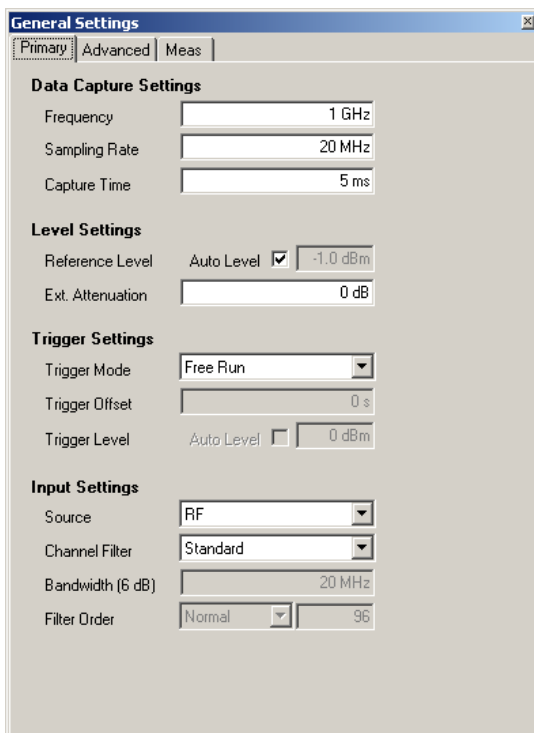 General Settings
Primary Advanced Meas
Data Capture Settings
Frequency 1 GHz
Sampling Rate 20 MHz
Capture Time 5 ms
Level Settings
Reference Level Auto Level -1.0 dBm
Ext. Attenuation 0 dB
Trigger Settings
Trigger Mode Free Run
Trigger Offset 0 s
Trigger Level Auto Level 0 dBm
Input Settings
Source RF
Channel Filter Standard
Bandwidth (6 dB) 20 MHz
Filter Order Normal 96